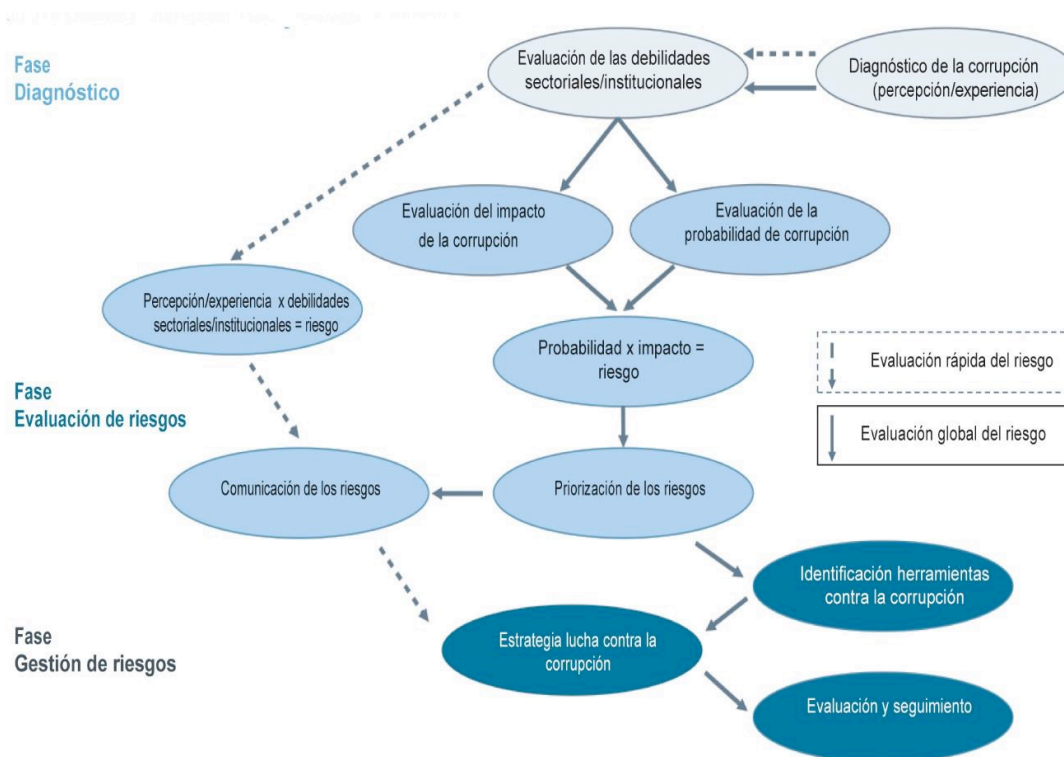 Fase
Diagnóstico
Evaluación de las debilidades
sectoriales/institucionales
Diagnóstico de la corrupción
(percepción/experiencia)
Evaluación del impacto
de la corrupción
Evaluación de la
probabilidad de corrupción
Percepción/experiencia x debilidades
sectoriales/institucionales = riesgo
Probabilidad x impacto =
riesgo
Evaluación rápida del riesgo
Fase
Evaluación de riesgos
Evaluación global del riesgo
Comunicación de los riesgos
Priorización de los riesgos
Identificación herramientas
contra la corrupción
Fase
Gestión de riesgos
Estrategia lucha contra la
corrupción
Evaluación y seguimiento